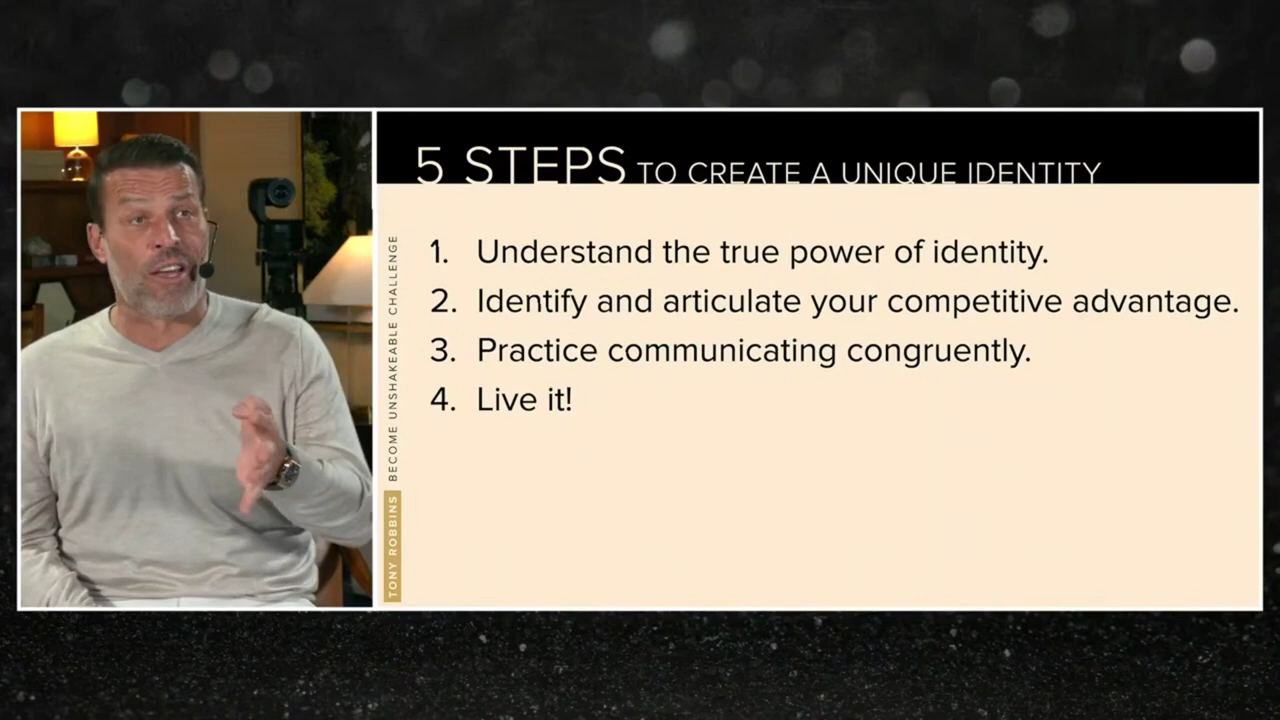 5 STEPS TO CREATE A UNIQUE IDENTITY
1. Understand the true power of identity.
2. Identify and articulate your competitive advantage.
3. Practice communicating congruently.
4. Live it!
TONY ROBBINS BECOME UNSHAKEABLE CHALLENGE